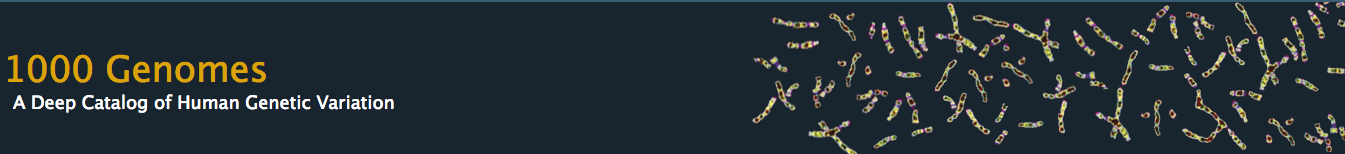 1000 Genomes
A Deep Catalog of Human Genetic Variation